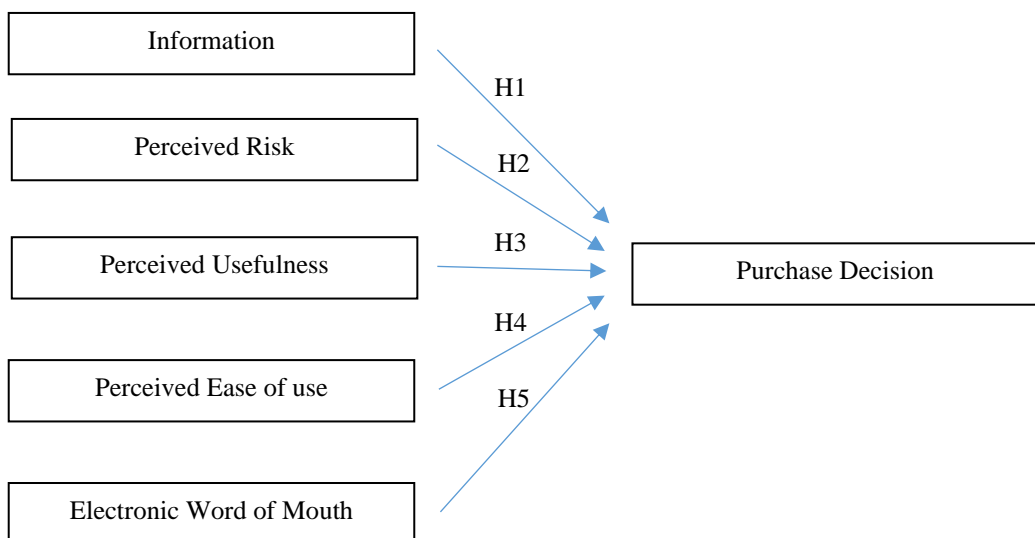 Information
H1
Perceived Risk
H2
H3
Perceived Usefulness
Purchase Decision
H4
Perceived Ease of use
H5
Electronic Word of Mouth